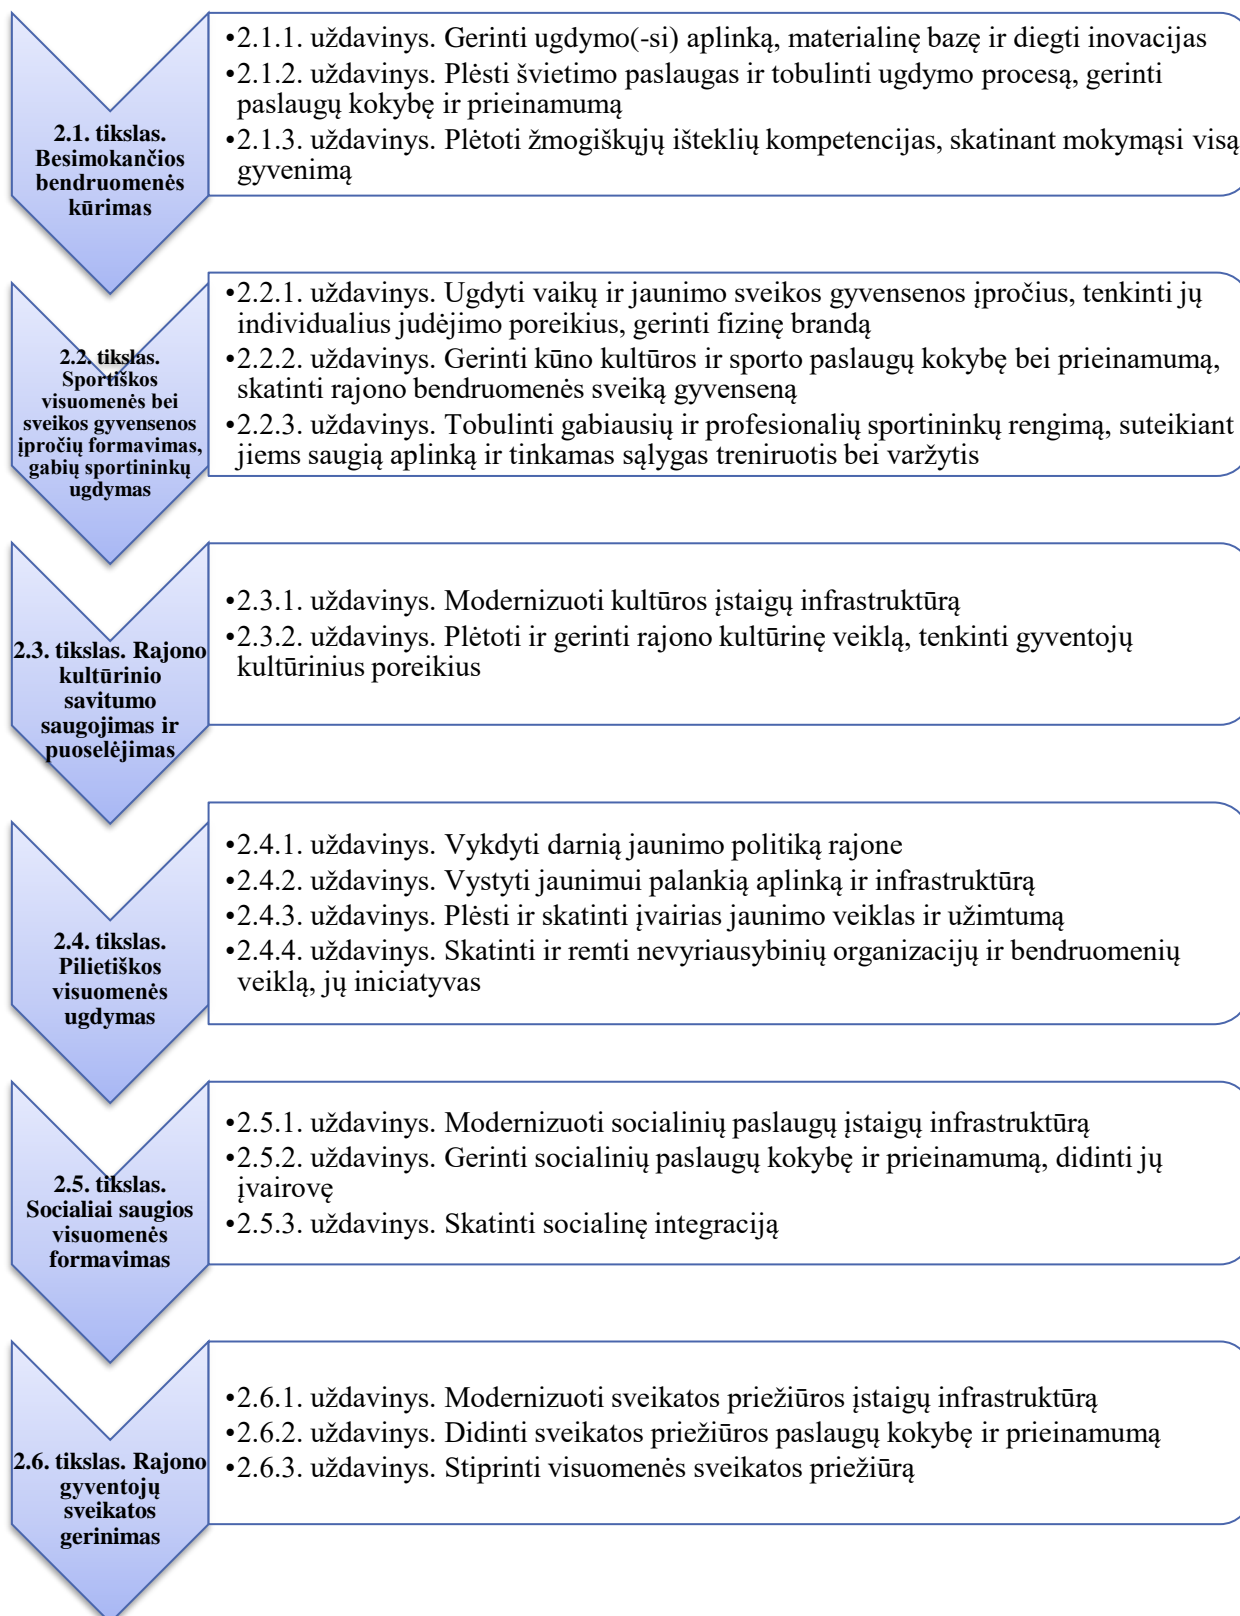 2.1. tikslas.
Besimokančios
bendruomenės
kūrimas
•2.1.1. uždavinys. Gerinti ugdymo(-si) aplinką, materialinę bazę ir diegti inovacijas
•2.1.2. uždavinys. Plėsti švietimo paslaugas ir tobulinti ugdymo procesą, gerinti
paslaugų kokybę ir prieinamumą
•2.1.3. uždavinys. Plėtoti žmogiškųjų išteklių kompetencijas, skatinant mokymąsi visą
gyvenimą
2.2. tikslas.
Sportiškos
visuomenės bei
sveikos gyvensenos
įpročių formavimas,
gabių sportininkų
ugdymas
•2.2.1. uždavinys. Ugdyti vaikų ir jaunimo sveikos gyvensenos įpročius, tenkinti jų
individualius judėjimo poreikius, gerinti fizinę brandą
•2.2.2. uždavinys. Gerinti kūno kultūros ir sporto paslaugų kokybę bei prieinamumą,
skatinti rajono bendruomenės sveiką gyvenseną
•2.2.3. uždavinys. Tobulinti gabiausių ir profesionalių sportininkų rengimą, suteikiant
jiems saugią aplinką ir tinkamas sąlygas treniruotis bei varžytis
2.3. tikslas. Rajono
kultūrinio
savitumo
saugojimas ir
puoselėjimas
•2.3.1. uždavinys. Modernizuoti kultūros įstaigų infrastruktūrą
•2.3.2. uždavinys. Plėtoti ir gerinti rajono kultūrinę veiklą, tenkinti gyventojų
kultūrinius poreikius
2.4. tikslas.
Pilietiškos
visuomenės
ugdymas
•2.4.1. uždavinys. Vykdyti darnią jaunimo politiką rajone
•2.4.2. uždavinys. Vystyti jaunimui palankią aplinką ir infrastruktūrą
•2.4.3. uždavinys. Plėsti ir skatinti įvairias jaunimo veiklas ir užimtumą
•2.4.4. uždavinys. Skatinti ir remti nevyriausybinių organizacijų ir bendruomenių
veiklą, jų iniciatyvas
2.5. tikslas.
Socialiai saugios
visuomenės
formavimas
•2.5.1. uždavinys. Modernizuoti socialinių paslaugų įstaigų infrastruktūrą
•2.5.2. uždavinys. Gerinti socialinių paslaugų kokybę ir prieinamumą, didinti jų
įvairovę
•2.5.3. uždavinys. Skatinti socialinę integraciją
2.6. tikslas. Rajono
gyventojų
sveikatos
gerinimas
•2.6.1. uždavinys. Modernizuoti sveikatos priežiūros įstaigų infrastruktūrą
•2.6.2. uždavinys. Didinti sveikatos priežiūros paslaugų kokybę ir prieinamumą
•2.6.3. uždavinys. Stiprinti visuomenės sveikatos priežiūrą